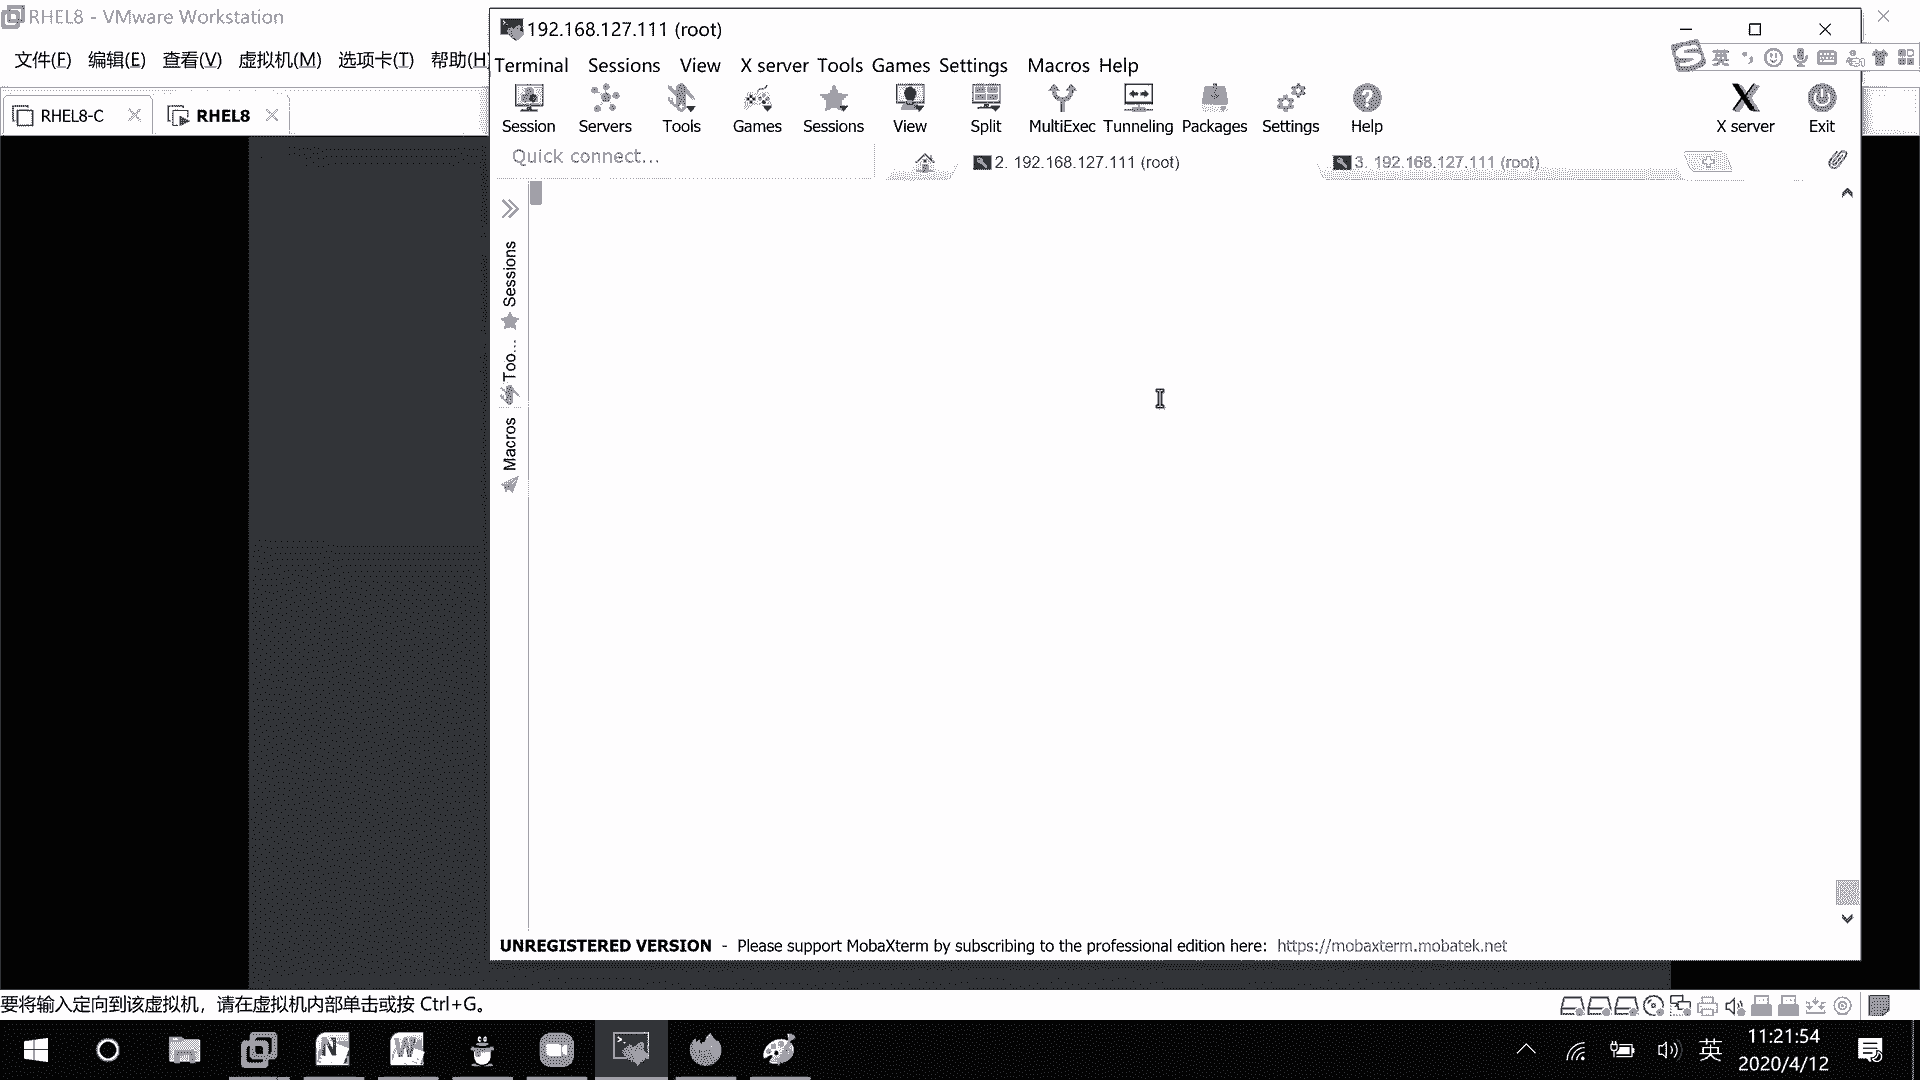 RHEL8 - VMware Workstation
文件(F) 编辑(E) 查看(V) 虚拟机(M) 选项卡(T) 帮助(H
RHEL8-C
RHEL8
192.168.127.111 (root)
Terminal Sessions View X server Tools Games Settings Macros Help
英
Session Servers Tools Games Sessions View Split MultiExec Tunneling Packages Settings Help X server Exit
Quick connect...
2. 192.168.127.111 (root)
3. 192.168.127.111 (root)
Sessions
Too...
Macros
UNREGISTERED VERSION - Please support MobaXterm by subscribing to the professional edition here: https://mobaxterm.mobatek.net
要将输入定向到该虚拟机，请在虚拟机内部单击或按 Ctrl+G。
英
11:21:54
2020/4/12